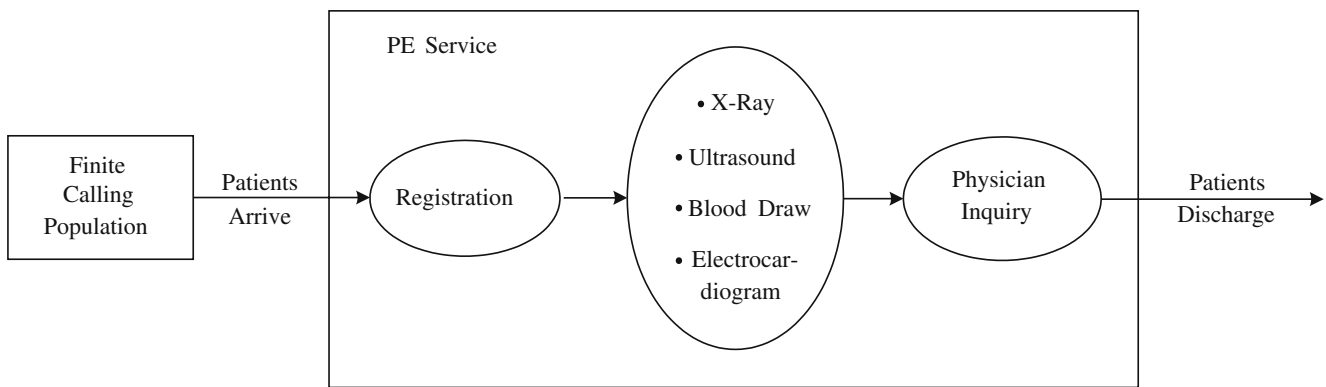 PE Service
Finite
Calling
Population
Patients
Arrive
Registration
• X-Ray
• Ultrasound
• Blood Draw
• Electrocar-
diogram
Physician
Inquiry
Patients
Discharge